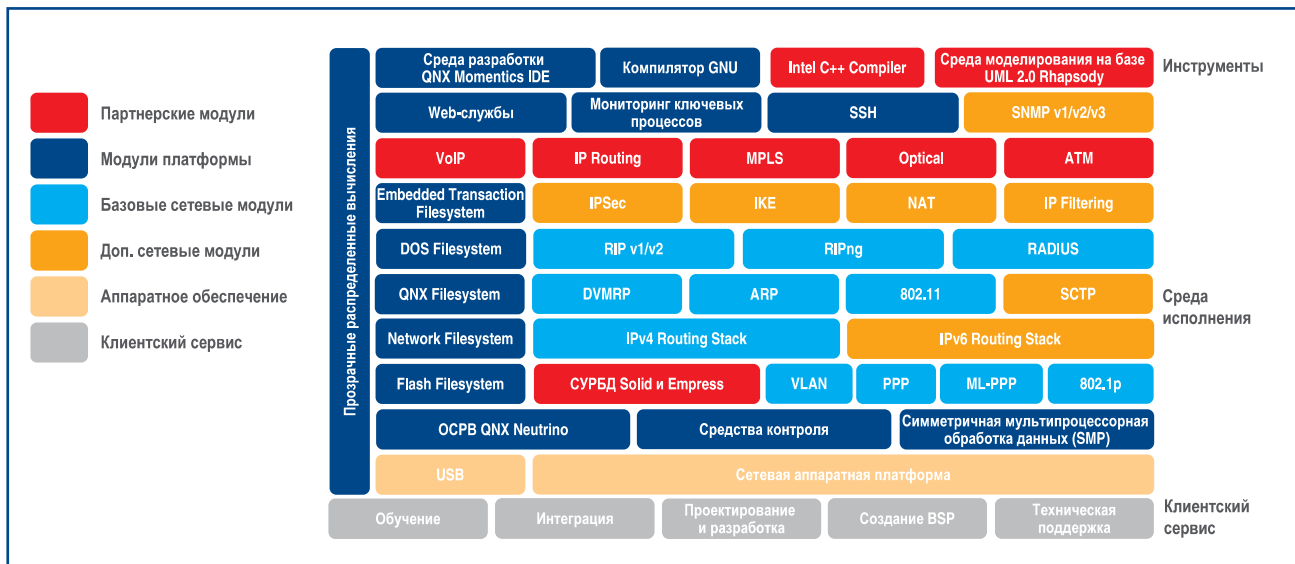 Партнерские модули
Модули платформы
Базовые сетевые модули
Доп. сетевые модули
Аппаратное обеспечение
Клиентский сервис
Прозрачные распределенные вычисления
Среда разработки
QNX Momentics IDE
Компилятор GNU
Intel C++ Compiler
Среда моделирования на базе
UML 2.0 Rhapsody
Инструменты
Web-службы
Мониторинг ключевых
процессов
SSH
SNMP v1/v2/v3
VoIP
IP Routing
MPLS
Optical
ATM
Embedded Transaction
Filesystem
IPSec
IKE
NAT
IP Filtering
DOS Filesystem
RIP v1/v2
RIPng
RADIUS
QNX Filesystem
DVMRP
ARP
802.11
SCTP
Среда
исполнения
Network Filesystem
IPv4 Routing Stack
IPv6 Routing Stack
Flash Filesystem
СУРБД Solid и Empress
VLAN
PPP
ML-PPP
802.1p
ОСРВ QNX Neutrino
Средства контроля
Симметричная мультипроцессорная
обработка данных (SMP)
USB
Сетевая аппаратная платформа
Обучение
Интеграция
Проектирование
и разработка
Создание BSP
Техническая
поддержка
Клиентский
сервис